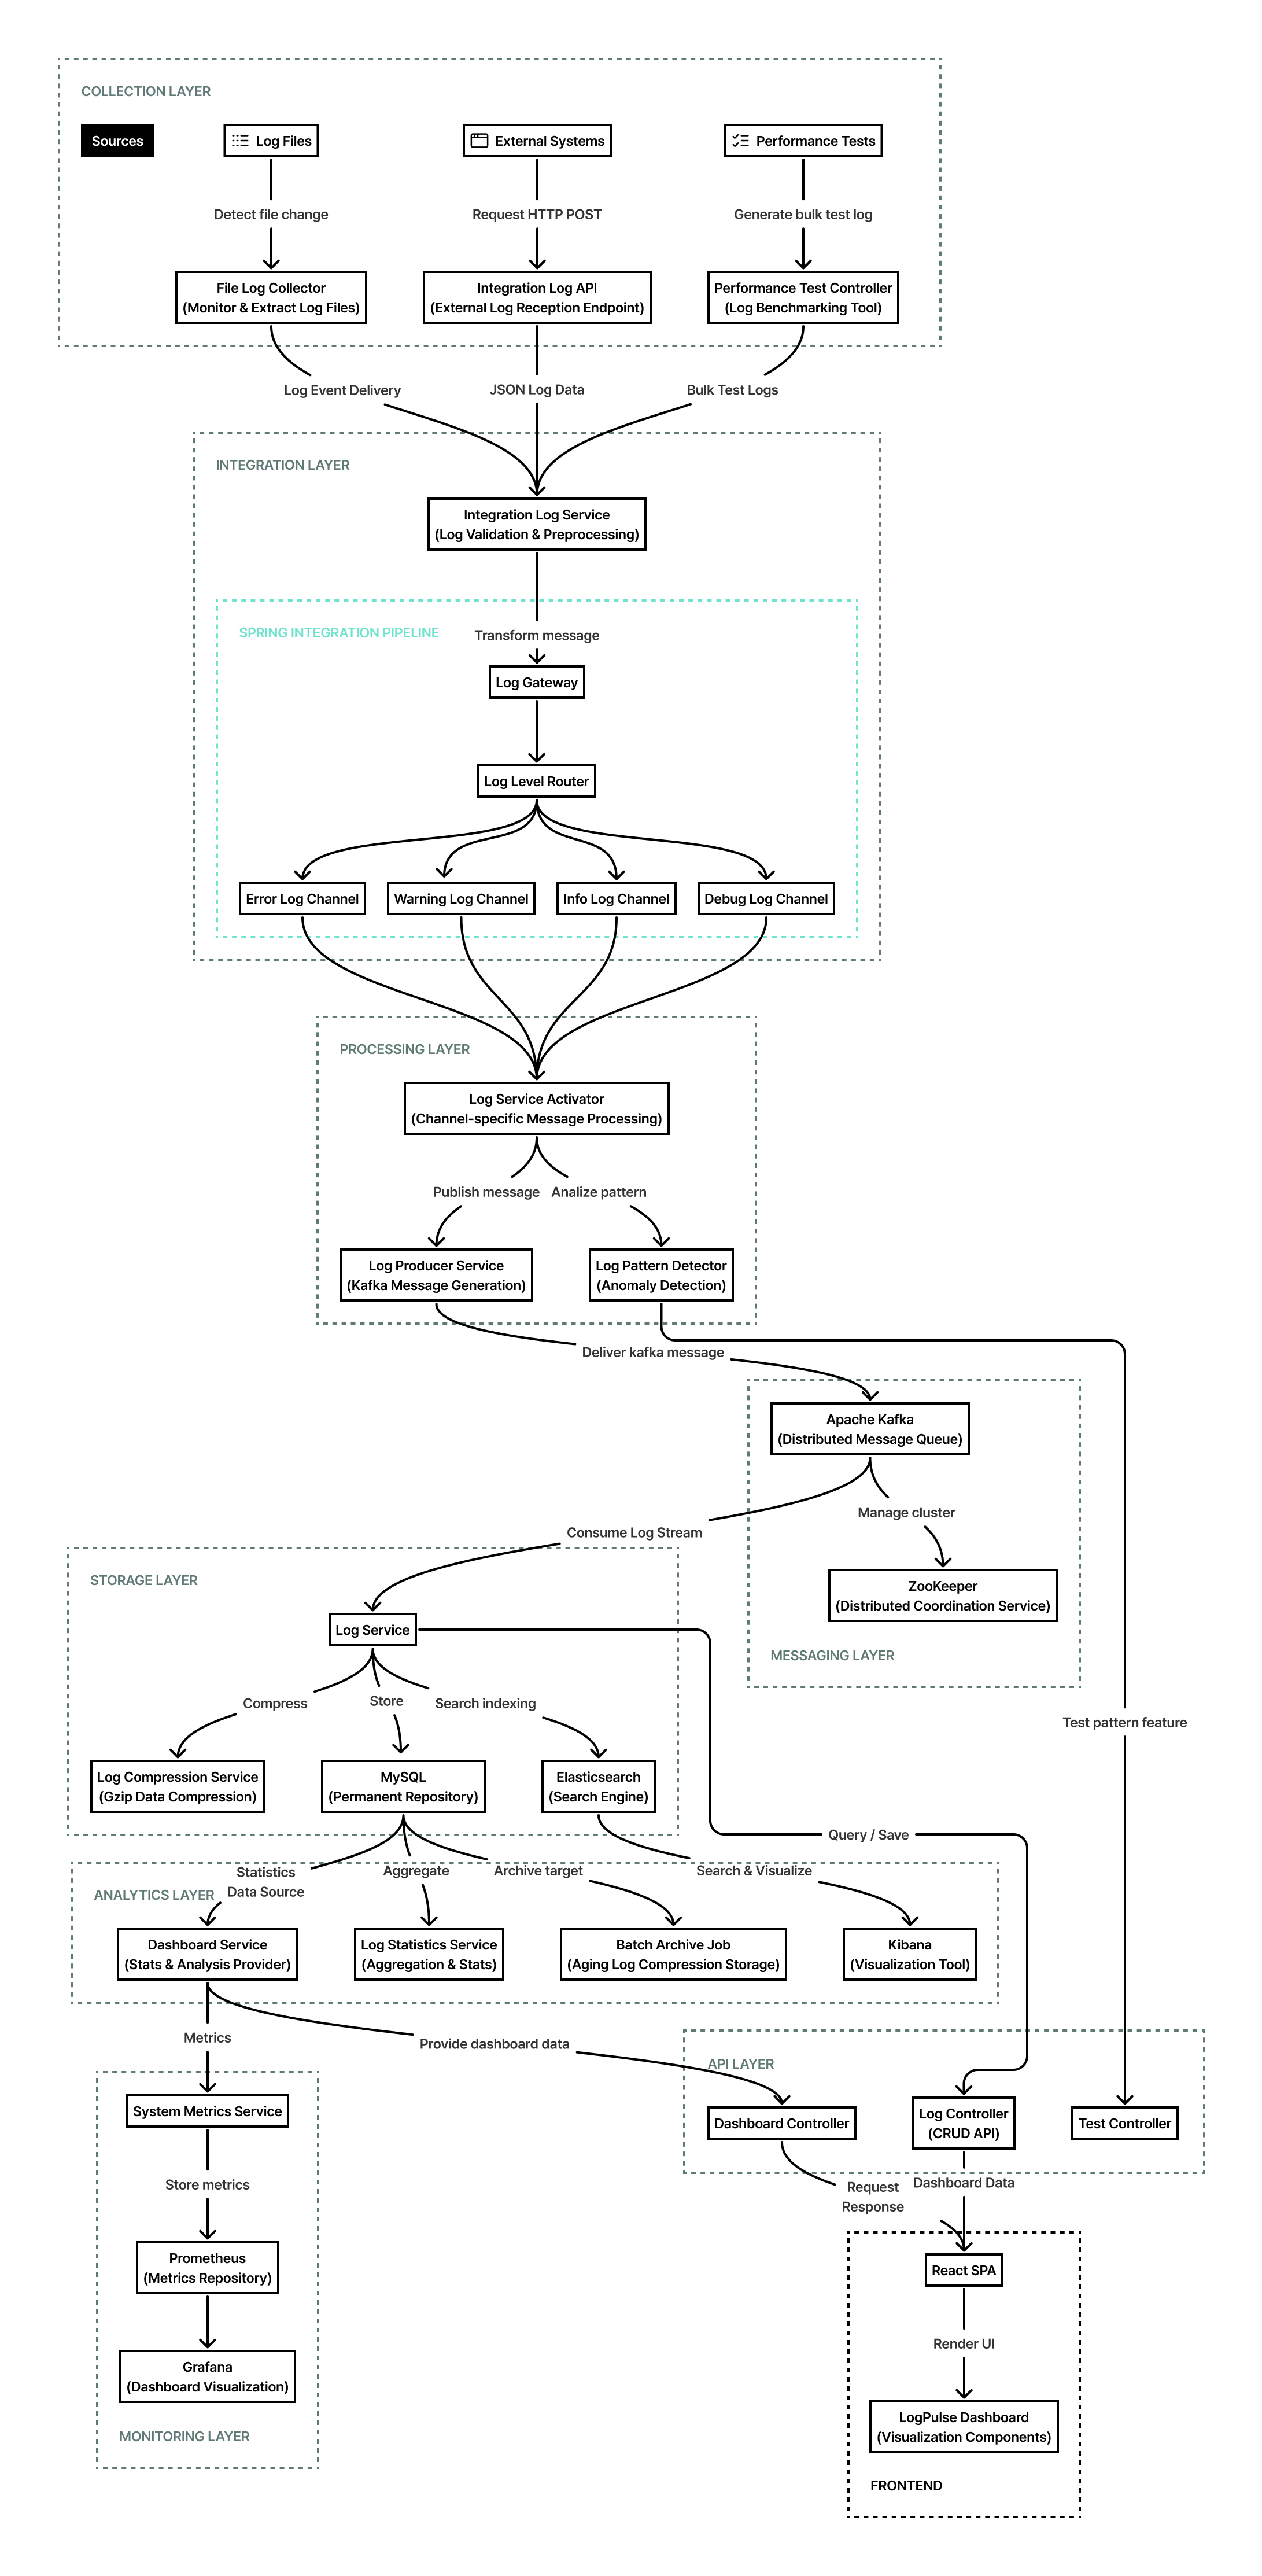 COLLECTION LAYER
Sources
Log Files
External Systems
Performance Tests
Detect file change
Request HTTP POST
Generate bulk test log
File Log Collector
(Monitor & Extract Log Files)
Integration Log API
(External Log Reception Endpoint)
Performance Test Controller
(Log Benchmarking Tool)
Log Event Delivery
JSON Log Data
Bulk Test Logs
INTEGRATION LAYER
Integration Log Service
(Log Validation & Preprocessing)
SPRING INTEGRATION PIPELINE
Transform message
Log Gateway
Log Level Router
Error Log Channel
Warning Log Channel
Info Log Channel
Debug Log Channel
PROCESSING LAYER
Log Service Activator
(Channel-specific Message Processing)
Publish message
Analize pattern
Log Producer Service
(Kafka Message Generation)
Log Pattern Detector
(Anomaly Detection)
Deliver kafka message
Apache Kafka
(Distributed Message Queue)
Manage cluster
Consume Log Stream
ZooKeeper
(Distributed Coordination Service)
MESSAGING LAYER
STORAGE LAYER
Log Service
Compress
Store
Search indexing
Test pattern feature
Log Compression Service
(Gzip Data Compression)
MySQL
(Permanent Repository)
Elasticsearch
(Search Engine)
Query / Save
Statistics
Data Source
Aggregate
Archive target
Search & Visualize
ANALYTICS LAYER
Dashboard Service
(Stats & Analysis Provider)
Log Statistics Service
(Aggregation & Stats)
Batch Archive Job
(Aging Log Compression Storage)
Kibana
(Visualization Tool)
Metrics
Provide dashboard data
API LAYER
System Metrics Service
Dashboard Controller
Log Controller
(CRUD API)
Test Controller
Store metrics
Request
Response
Dashboard Data
Prometheus
(Metrics Repository)
React SPA
Render UI
Grafana
(Dashboard Visualization)
MONITORING LAYER
LogPulse Dashboard
(Visualization Components)
FRONTEND